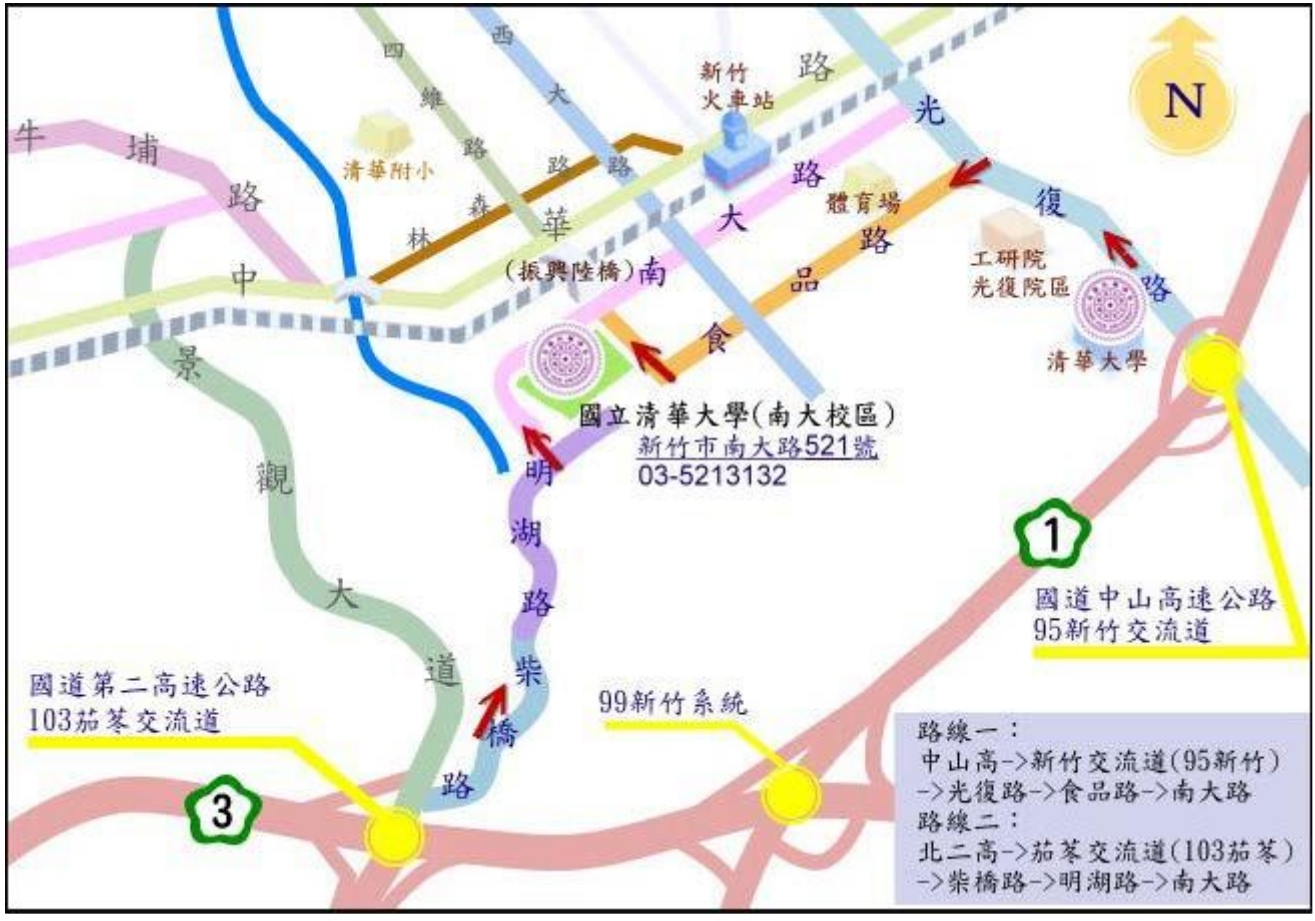 四維路
西大路
新竹
火車站
中華路
N
牛埔路
清華附小
林森路
光復路
體育場
南大路
食品路
工研院
光復院區
(振興陸橋)
清華大學
景觀大道
國立清華大學(南大校區)
新竹市南大路521號
03-5213132
明湖路
1
國道中山高速公路
95新竹交流道
柴橋路
國道第二高速公路
103茄苳交流道
99新竹系統
3
路線一：
中山高->新竹交流道(95新竹)
->光復路->食品路->南大路
路線二：
北二高->茄苳交流道(103茄苳)
->柴橋路->明湖路->南大路